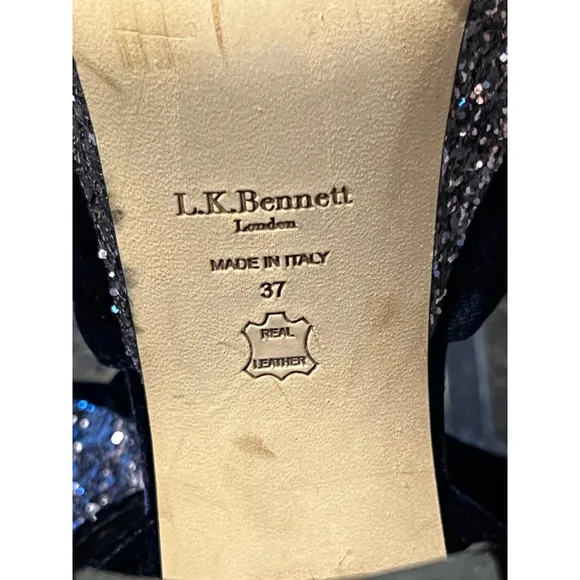 L.K.Bennett
London
MADE IN ITALY
37
REAL
LEATHER